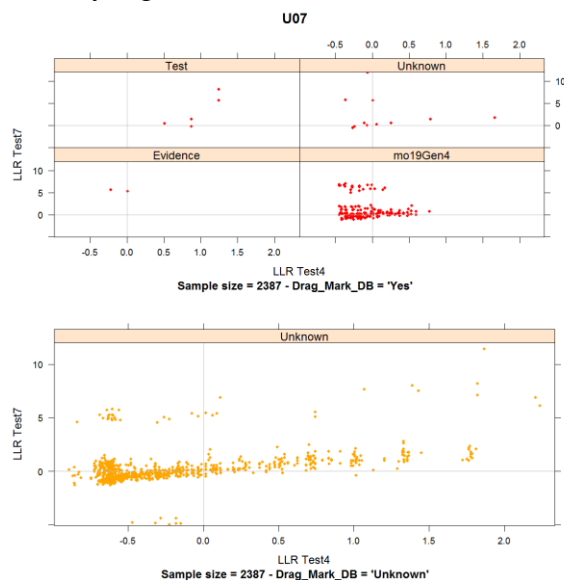 U07
-0.5 0.0 0.5 1.0 1.5 2.0
Test Unknown
10
5
0
Evidence mo19Gen4
10
5
0
LLR Test7
-0.5 0.0 0.5 1.0 1.5 2.0
LLR Test4
Sample size = 2387 - Drag_Mark_DB = 'Yes'
Unknown
10
5
0
LLR Test7
-0.5 0.0 0.5 1.0 1.5 2.0
LLR Test4
Sample size = 2387 - Drag_Mark_DB = 'Unknown'